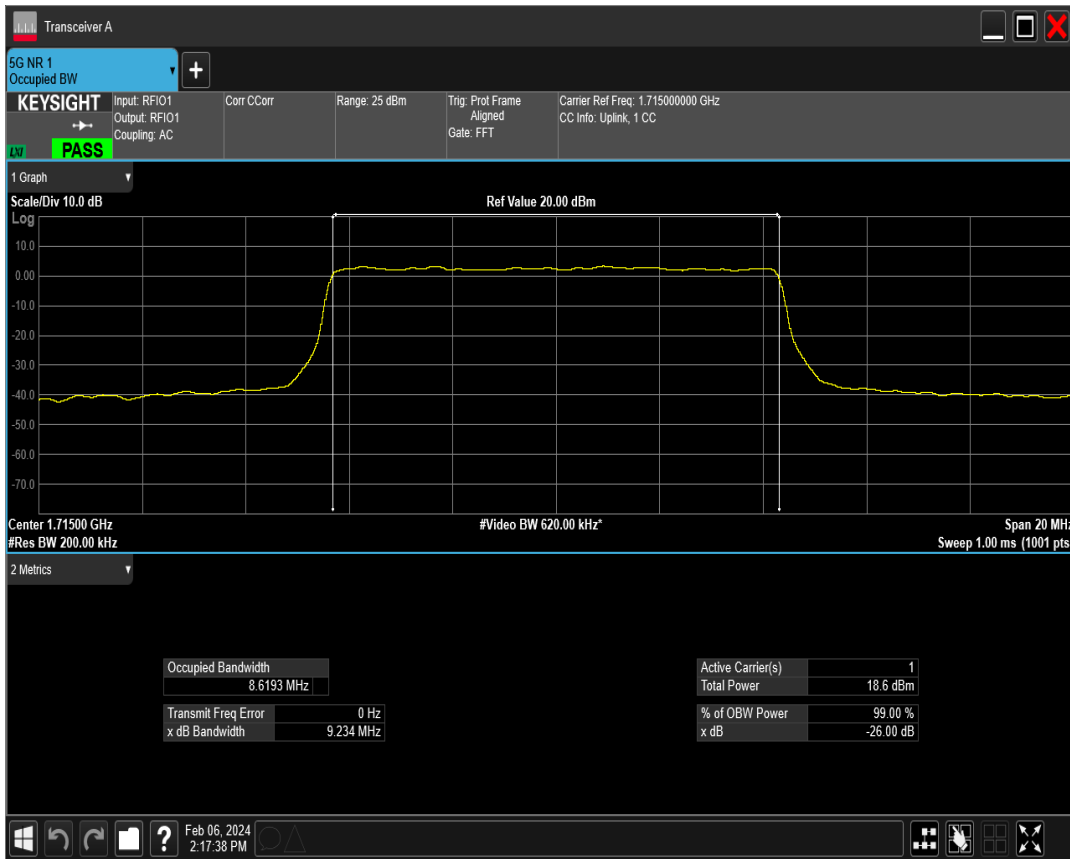 Transceiver A
5G NR 1
Occupied BW
KEYSIGHT
LXI
PASS
Input: RFIO1
Output: RFIO1
Coupling: AC
Corr CCorr
Range: 25 dBm
Trig: Prot Frame
Aligned
Gate: FFT
Carrier Ref Freq: 1.715000000 GHz
CC Info: Uplink, 1 CC
1 Graph
Scale/Div 10.0 dB
Ref Value 20.00 dBm
Log
10.0
0.00
-10.0
-20.0
-30.0
-40.0
-50.0
-60.0
-70.0
Center 1.71500 GHz
#Video BW 620.00 kHz*
Span 20 MHz
#Res BW 200.00 kHz
Sweep 1.00 ms (1001 pts
2 Metrics
Occupied Bandwidth
8.6193 MHz
Transmit Freq Error 0 Hz
x dB Bandwidth 9.234 MHz
Active Carrier(s) 1
Total Power 18.6 dBm
% of OBW Power 99.00 %
x dB -26.00 dB
?
Feb 06, 2024
2:17:38 PM